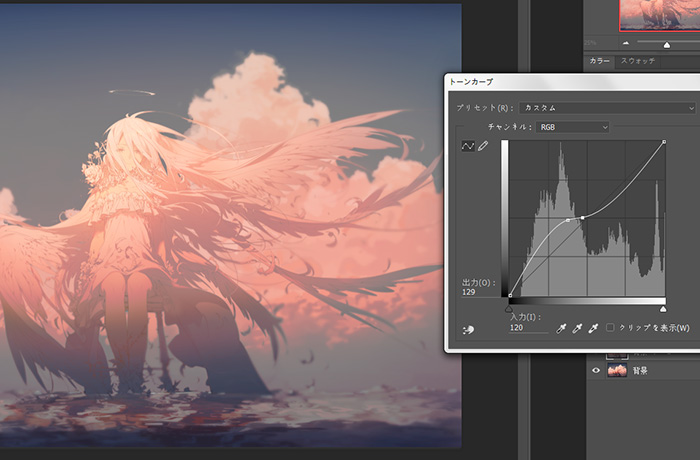 カラー スウォッチ
トーンカーブ
プリセット(R)： カスタム
チャンネル： RGB
出力(O)：
129
入力(I)：
120
クリップを表示(W)
背景